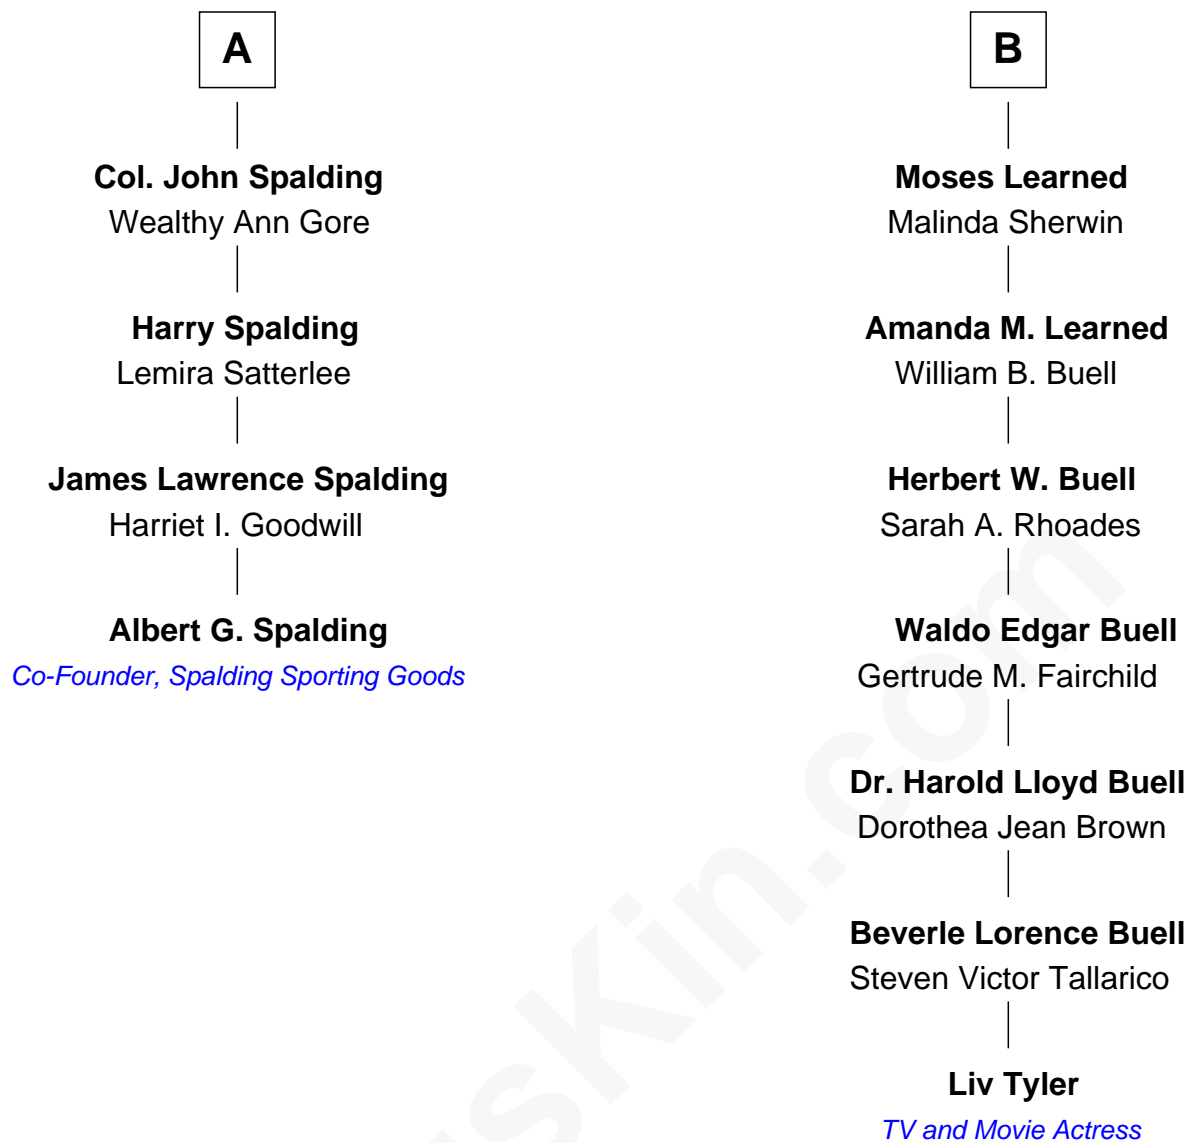 A
Col. John Spalding
Wealthy Ann Gore
Harry Spalding
Lemira Satterlee
James Lawrence Spalding
Harriet I. Goodwill
Albert G. Spalding
Co-Founder, Spalding Sporting Goods
B
Moses Learned
Malinda Sherwin
Amanda M. Learned
William B. Buell
Herbert W. Buell
Sarah A. Rhoades
Waldo Edgar Buell
Gertrude M. Fairchild
Dr. Harold Lloyd Buell
Dorothea Jean Brown
Beverle Lorence Buell
Steven Victor Tallarico
Liv Tyler
TV and Movie Actress
sKin.com